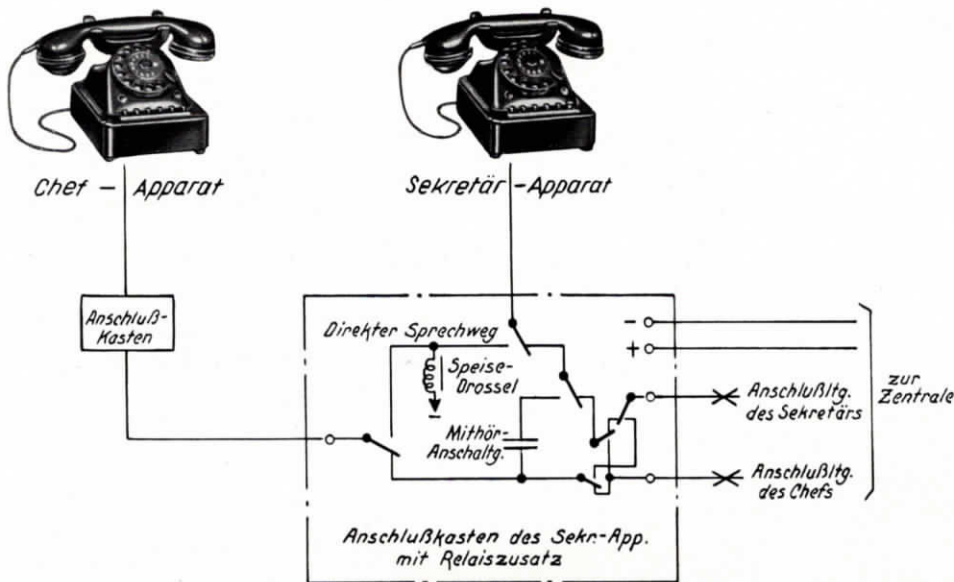 Chef - Apparat
Sekretär - Apparat
Anschluß-
Kasten
Direkter Sprechweg
Speise-
Drossel
Mithör-
Anschaltg.
-
+
Anschlußltg.
des Sekretärs
zur
Zentrale
Anschlußltg.
des Chefs
Anschlußkasten des Sekr.-App.
mit Relaiszusatz